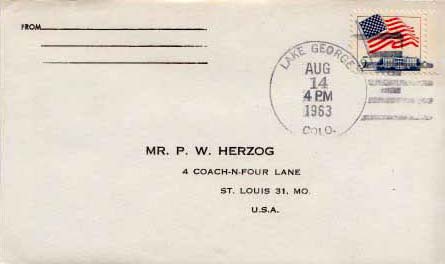 FROM
LAKE GEORGE
AUG
14
4 PM
1963
COLO.
MR. P. W. HERZOG
4 COACH-N-FOUR LANE
ST. LOUIS 31, MO.
U.S.A.